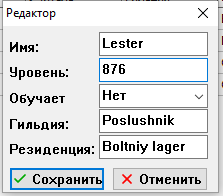 Редактор
Имя: Lester
Уровень: 876
Обучает Нет
Гильдия: Poslushnik
Резиденция: Boltniy lager
Сохранить Отменить